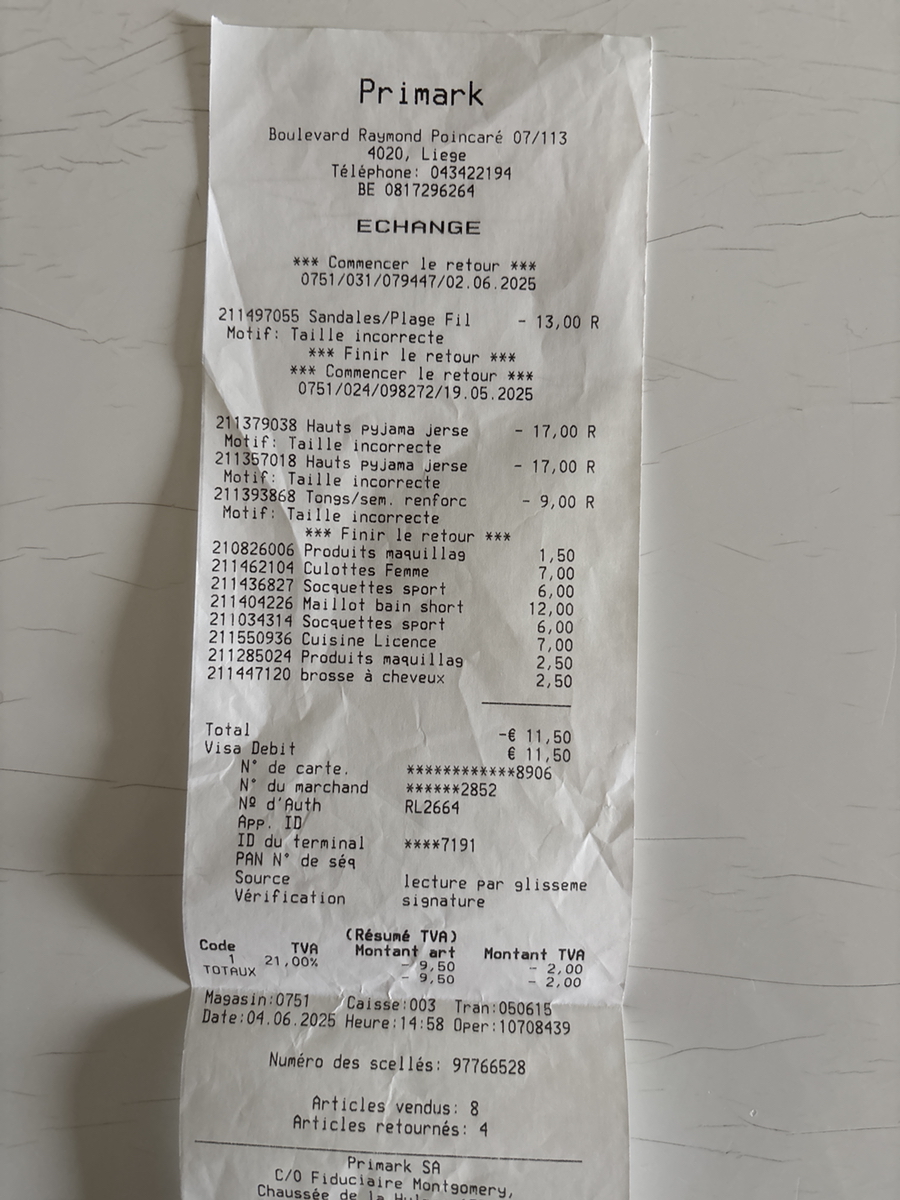 Primark
Boulevard Raymond Poincaré 07/113
4020, Liege
Téléphone: 043422194
BE 0817296264
ECHANGE
*** Commencer le retour ***
0751/031/079447/02.06.2025
211497055 Sandales/Plage Fil - 13,00 R
Motif: Taille incorrecte
*** Finir le retour ***
*** Commencer le retour ***
0751/024/098272/19.05.2025
211379038 Hauts pyjama jerse - 17,00 R
Motif: Taille incorrecte
211357018 Hauts pyjama jerse - 17,00 R
Motif: Taille incorrecte
211393868 Tongs/sem. renforc - 9,00 R
Motif: Taille incorrecte
*** Finir le retour ***
210826006 Produits maquillag 1,50
211462104 Culottes Femme 7,00
211436827 Socquettes sport 6,00
211404226 Maillot bain short 12,00
211034314 Socquettes sport 6,00
211550936 Cuisine Licence 7,00
211285024 Produits maquillag 2,50
211447120 brosse à cheveux 2,50
Total -€ 11,50
Visa Debit € 11,50
N° de carte. ************8906
N° du marchand ******2852
Nº d'Auth RL2664
App. ID
ID du terminal ****7191
PAN N° de séq
Source lecture par glisseme
Vérification signature
(Résumé TVA)
Code TVA Montant art Montant TVA
1 21,00% - 9,50 - 2,00
TOTAUX - 9,50 - 2,00
Magasin:0751 Caisse:003 Tran:050615
Date:04.06.2025 Heure:14:58 Oper:10708439
Numéro des scellés: 97766528
Articles vendus: 8
Articles retournés: 4
Primark SA
C/O Fiduciaire Montgomery,
Chaussée de la